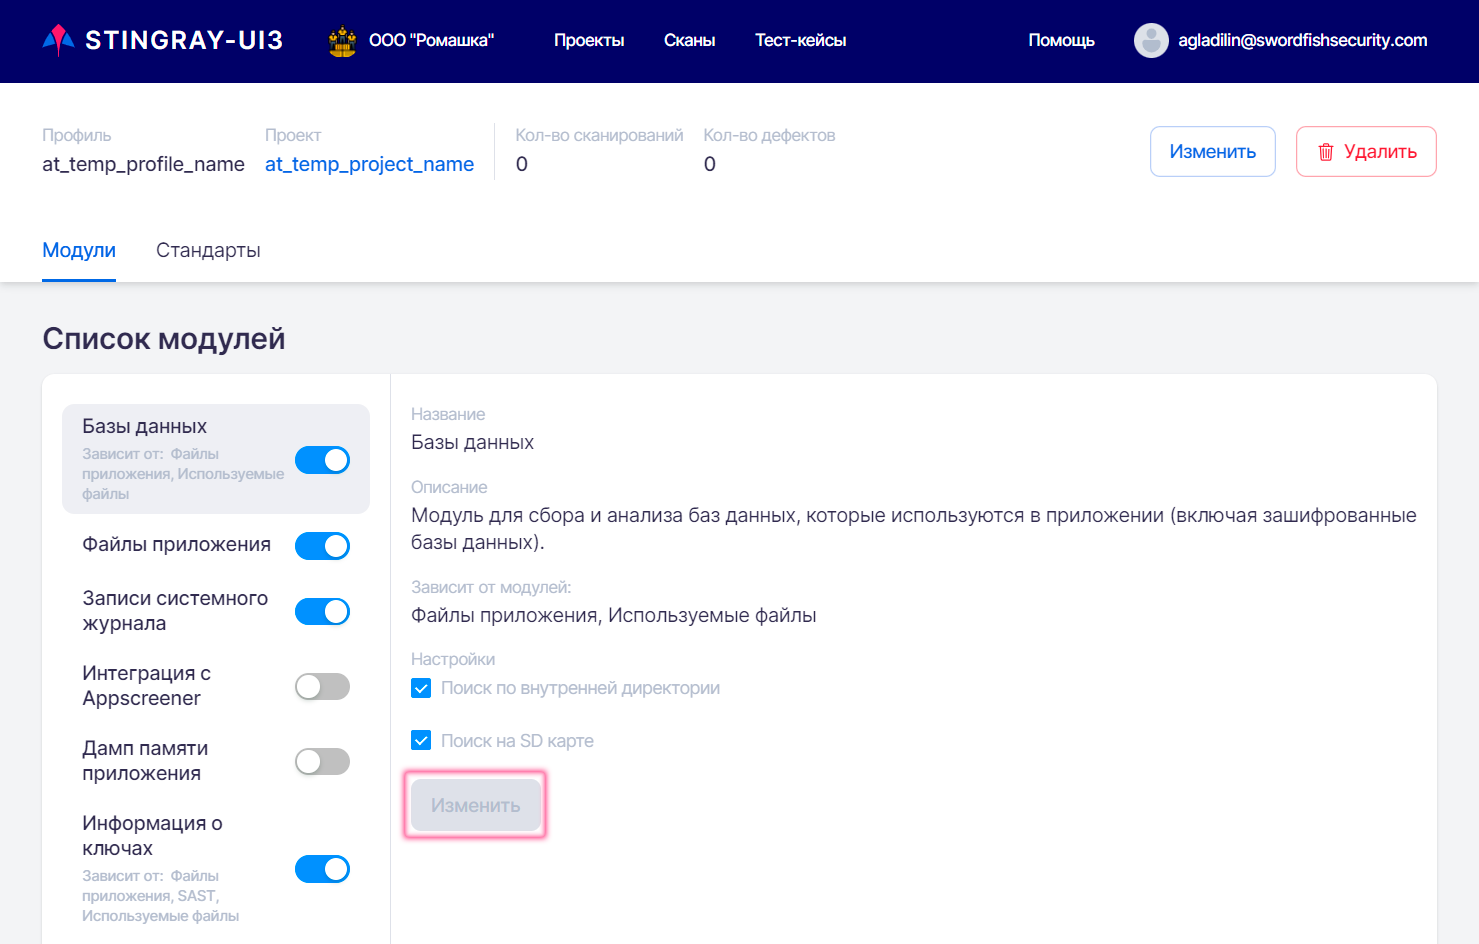 STINGRAY-UI3
ООО "Ромашка"
Проекты
Сканы
Тест-кейсы
Помощь
agladilin@swordfishsecurity.com
Профиль
at_temp_profile_name
Проект
at_temp_project_name
Кол-во сканирований
0
Кол-во дефектов
0
Изменить
Удалить
Модули
Стандарты
Список модулей
Базы данных
Зависит от: Файлы
приложения, Используемые
файлы
Файлы приложения
Записи системного
журнала
Интеграция с
Appscreener
Дамп памяти
приложения
Информация о
ключах
Зависит от: Файлы
приложения, SAST,
Используемые файлы
Название
Базы данных
Описание
Модуль для сбора и анализа баз данных, которые используются в приложении (включая зашифрованные
базы данных).
Зависит от модулей:
Файлы приложения, Используемые файлы
Настройки
Поиск по внутренней директории
Поиск на SD карте
Изменить